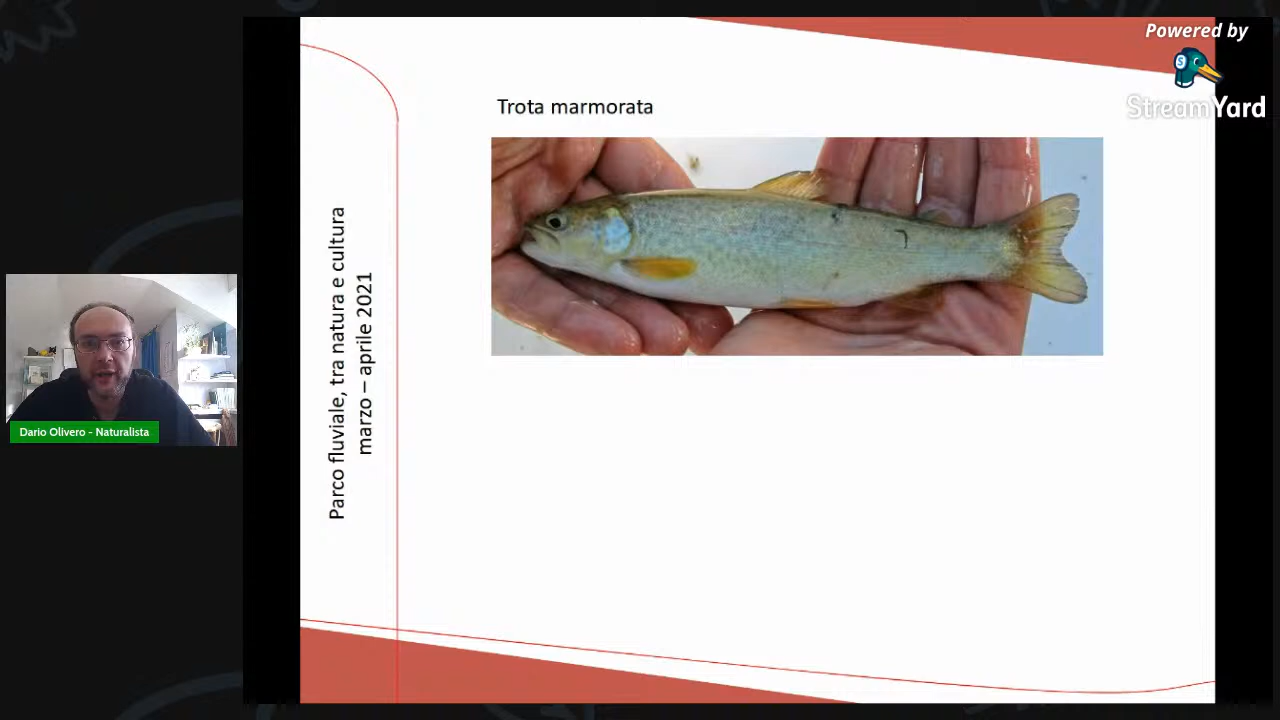 Powered by
StreamYard
Trota marmorata
Parco fluviale, tra natura e cultura
marzo – aprile 2021
Dario Olivero - Naturalista